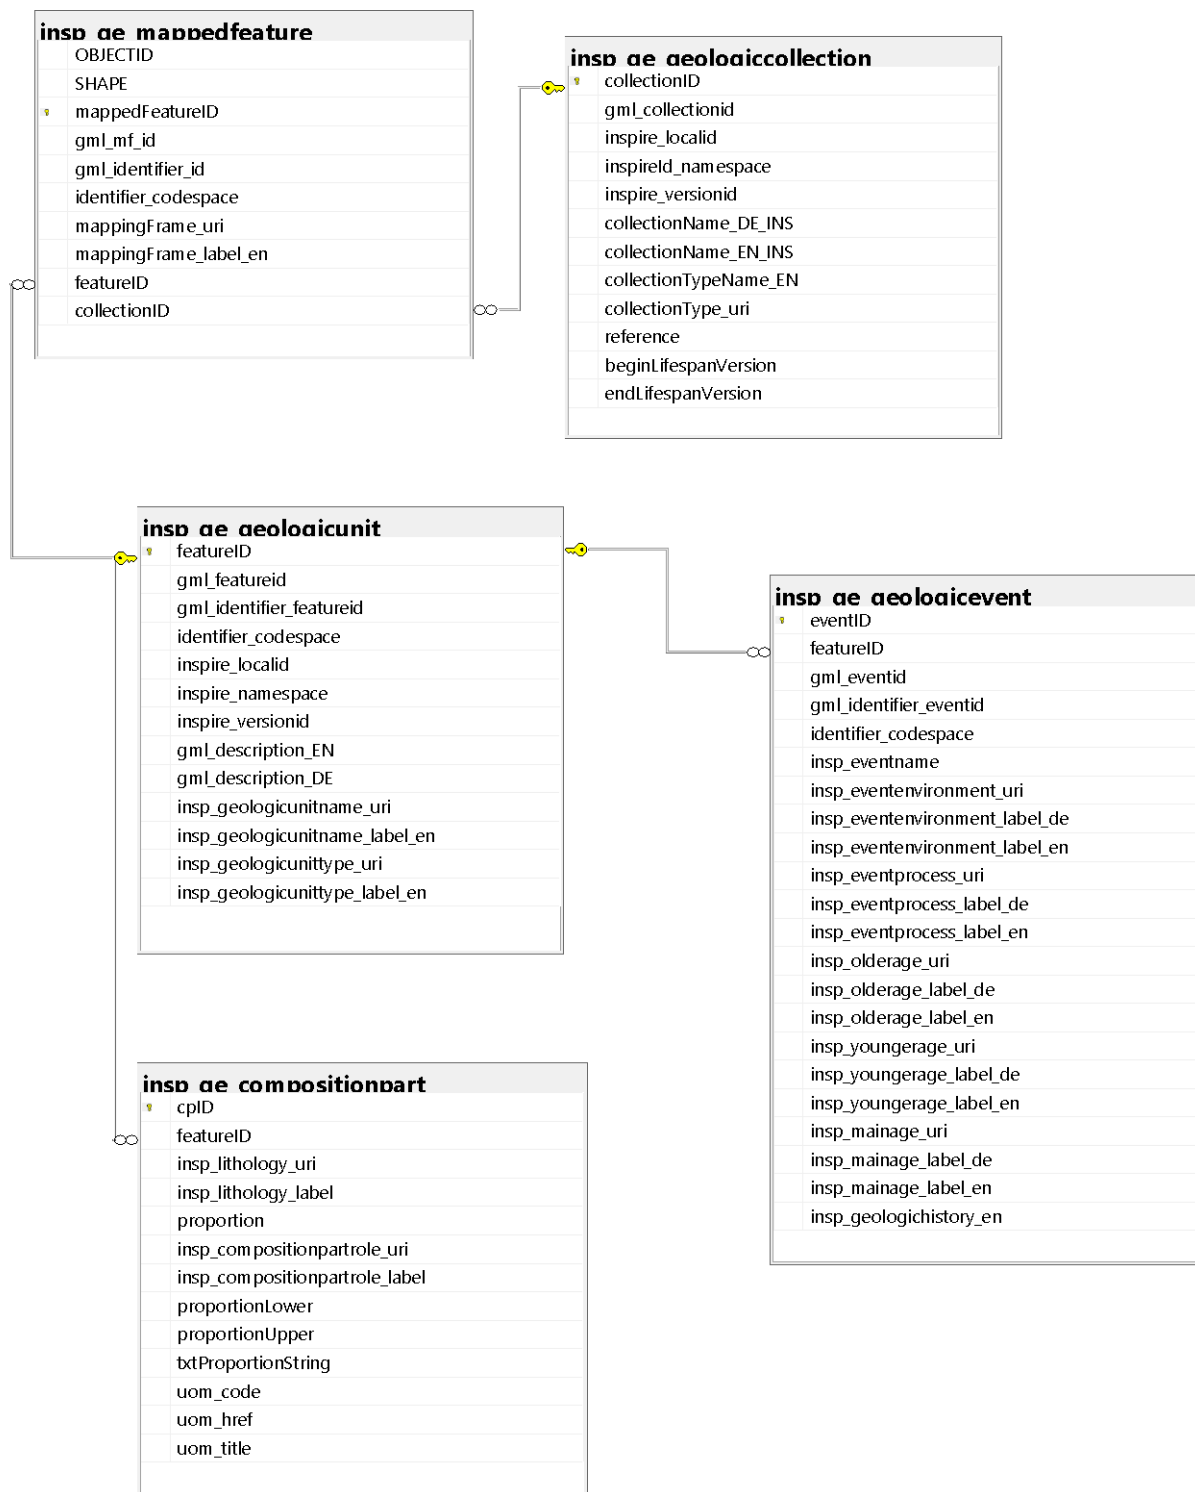 insp_ge_mappedfeature
OBJECTID
SHAPE
mappedFeatureID
gml_mf_id
gml_identifier_id
identifier_codespace
mappingFrame_uri
mappingFrame_label_en
featureID
collectionID
insp_ge_geologiccollection
collectionID
gml_collectionid
inspire_localid
inspireId_namespace
inspire_versionid
collectionName_DE_INS
collectionName_EN_INS
collectionTypeName_EN
collectionType_uri
reference
beginLifespanVersion
endLifespanVersion
insp_ge_geologicunit
featureID
gml_featureid
gml_identifier_featureid
identifier_codespace
inspire_localid
inspire_namespace
inspire_versionid
gml_description_EN
gml_description_DE
insp_geologicunitname_uri
insp_geologicunitname_label_en
insp_geologicunittype_uri
insp_geologicunittype_label_en
insp_ge_geologicevent
eventID
featureID
gml_eventid
gml_identifier_eventid
identifier_codespace
insp_eventname
insp_eventenvironment_uri
insp_eventenvironment_label_de
insp_eventenvironment_label_en
insp_eventprocess_uri
insp_eventprocess_label_de
insp_eventprocess_label_en
insp_olderage_uri
insp_olderage_label_de
insp_olderage_label_en
insp_youngerage_uri
insp_youngerage_label_de
insp_youngerage_label_en
insp_mainage_uri
insp_mainage_label_de
insp_mainage_label_en
insp_geologichistory_en
insp_ge_compositionpart
cpID
featureID
insp_lithology_uri
insp_lithology_label
proportion
insp_compositionpartrole_uri
insp_compositionpartrole_label
proportionLower
proportionUpper
txtProportionString
uom_code
uom_href
uom_title